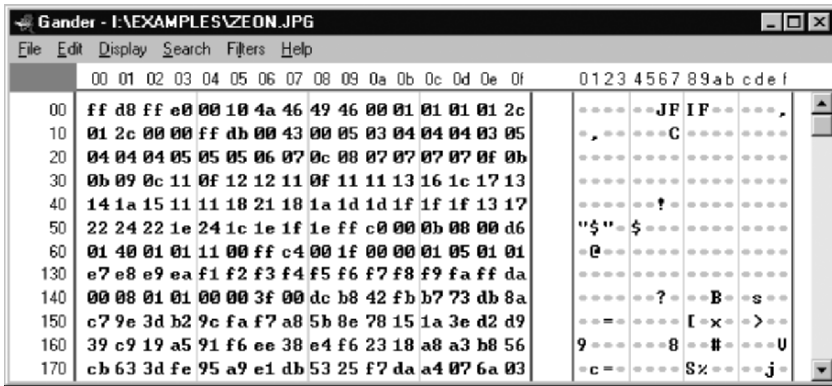 Gander - I:\EXAMPLES\ZEON.JPG
File Edit Display Search Filters Help
00 01 02 03 04 05 06 07 08 09 0a 0b 0c 0d 0e 0f 0123 4567 89ab cdef
00 ff d8 ff e0 00 10 4a 46 49 46 00 01 01 01 01 2c JFIF ,
10 01 2c 00 00 ff db 00 43 00 05 03 04 04 04 03 05 , C
20 04 04 04 05 05 05 06 07 0c 08 07 07 07 07 0f 0b
30 0b 09 0c 11 0f 12 12 11 0f 11 11 13 16 1c 17 13
40 14 1a 15 11 11 18 21 18 1a 1d 1d 1f 1f 1f 13 17 !
50 22 24 22 1e 24 1c 1e 1f 1e ff c0 00 0b 08 00 d6 "$" $
60 01 40 01 01 11 00 ff c4 00 1f 00 00 01 05 01 01 @
130 e7 e8 e9 ea f1 f2 f3 f4 f5 f6 f7 f8 f9 fa ff da
140 00 08 01 01 00 00 3f 00 dc b8 42 fb b7 73 db 8a ? B s
150 c7 9e 3d b2 9c fa f7 a8 5b 8e 78 15 1a 3e d2 d9 = [ x >
160 39 c9 19 a5 91 f6 ee 38 e4 f6 23 18 a8 a3 b8 56 9 8 # V
170 cb 63 3d fe 95 a9 e1 db 53 25 f7 da a4 07 6a 03 c = S% j